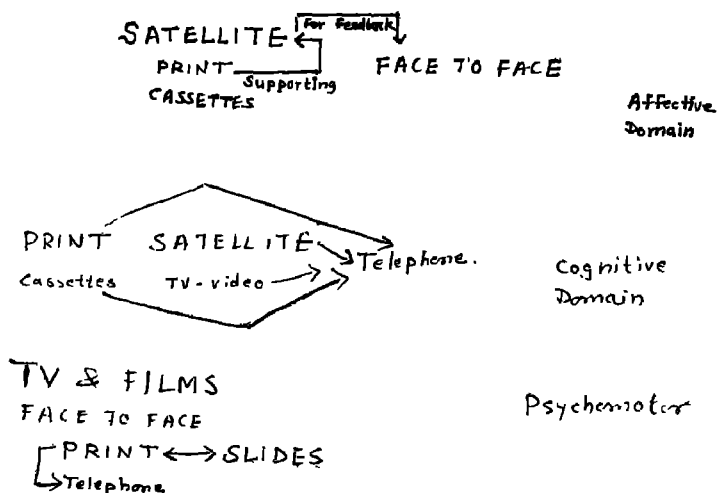 For Feedback
SATELLITE
PRINT Supporting FACE TO FACE
CASSETTES
Affective
Domain
PRINT SATELLITE Telephone.
Cassettes TV-video
Cognitive
Domain
TV & FILMS
FACE TO FACE
Psychomotor
PRINT SLIDES
Telephone